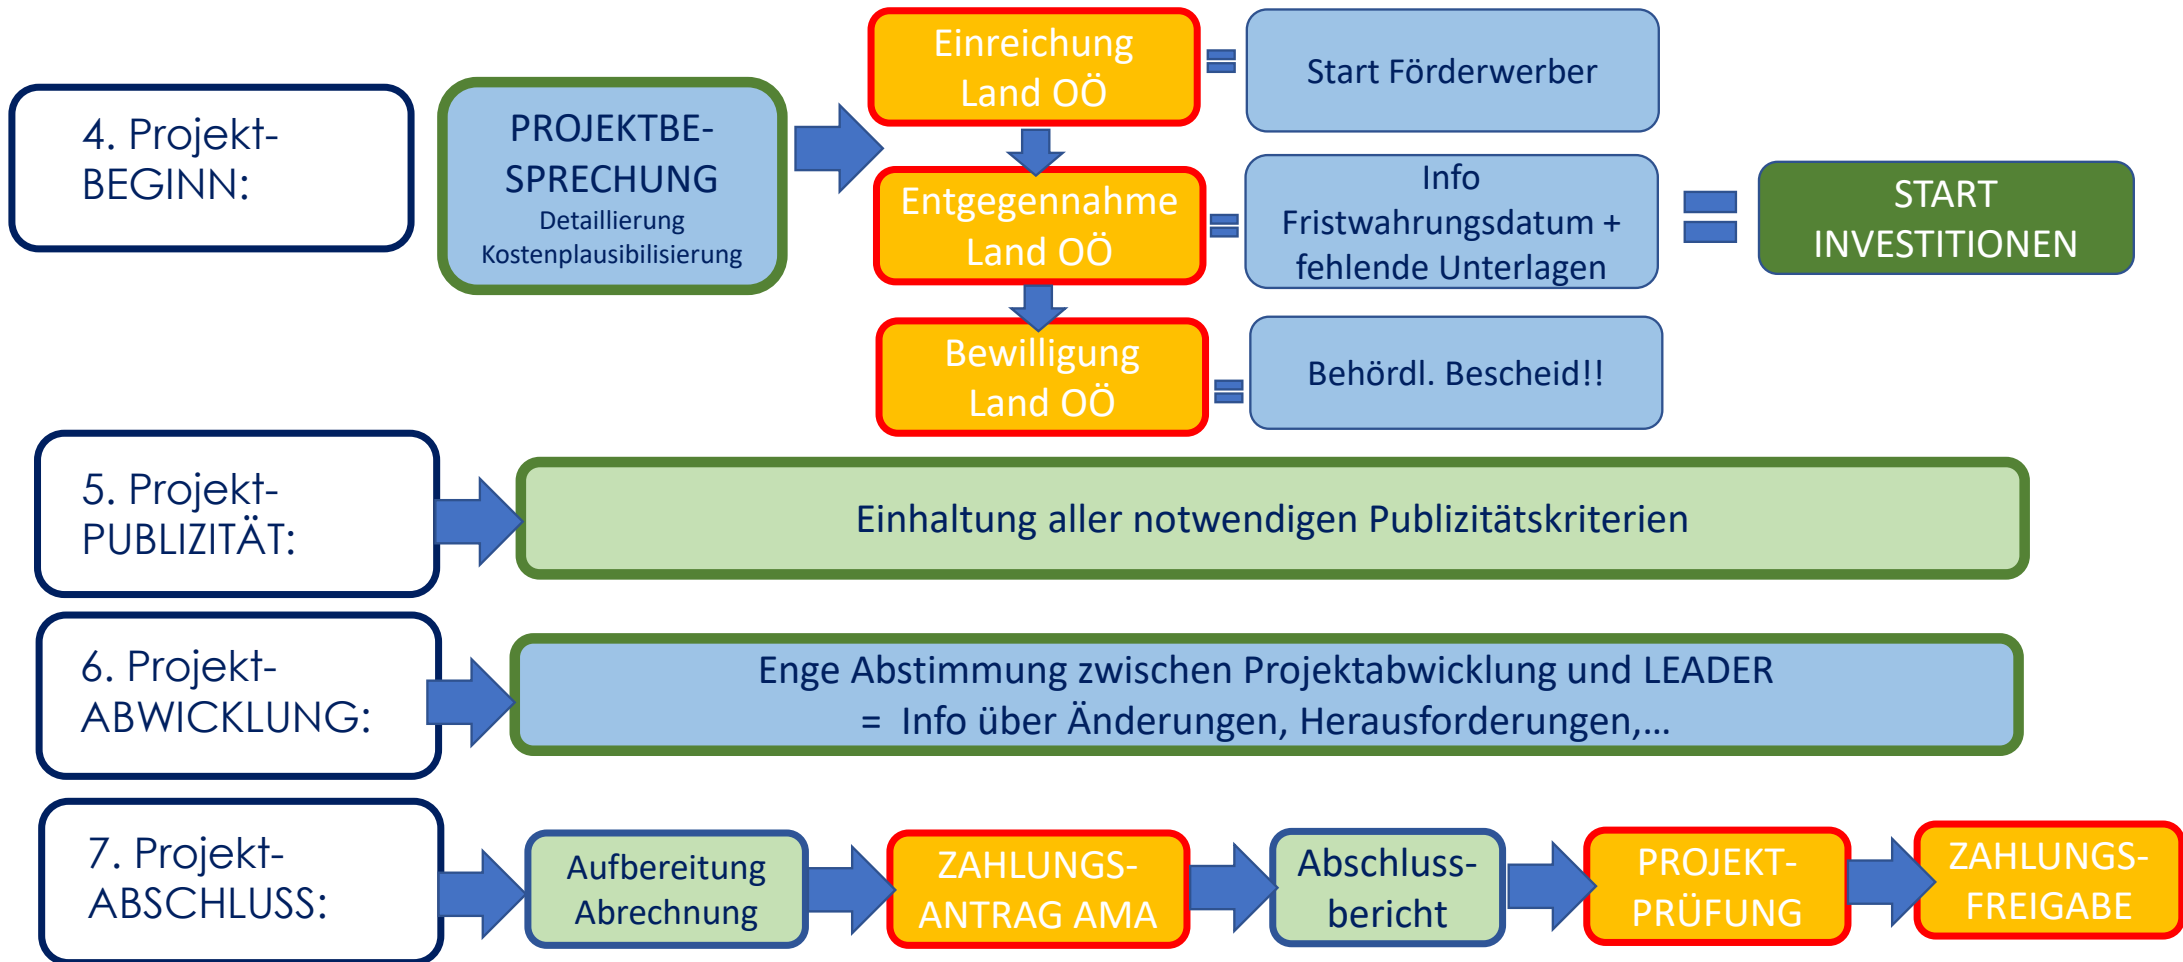 4. Projekt-
BEGINN:
PROJEKTBE-
SPRECHUNG
Detaillierung
Kostenplausibilisierung
Einreichung
Land OÖ
=
Start Förderwerber
Entgegennahme
Land OÖ
=
Info
Fristwahrungsdatum +
fehlende Unterlagen
=
START
INVESTITIONEN
Bewilligung
Land OÖ
=
Behördl. Bescheid!!
5. Projekt-
PUBLIZITÄT:
Einhaltung aller notwendigen Publizitätskriterien
6. Projekt-
ABWICKLUNG:
Enge Abstimmung zwischen Projektabwicklung und LEADER
= Info über Änderungen, Herausforderungen,...
7. Projekt-
ABSCHLUSS:
Aufbereitung
Abrechnung
ZAHLUNGS-
ANTRAG AMA
Abschluss-
bericht
PROJEKT-
PRÜFUNG
ZAHLUNGS-
FREIGABE